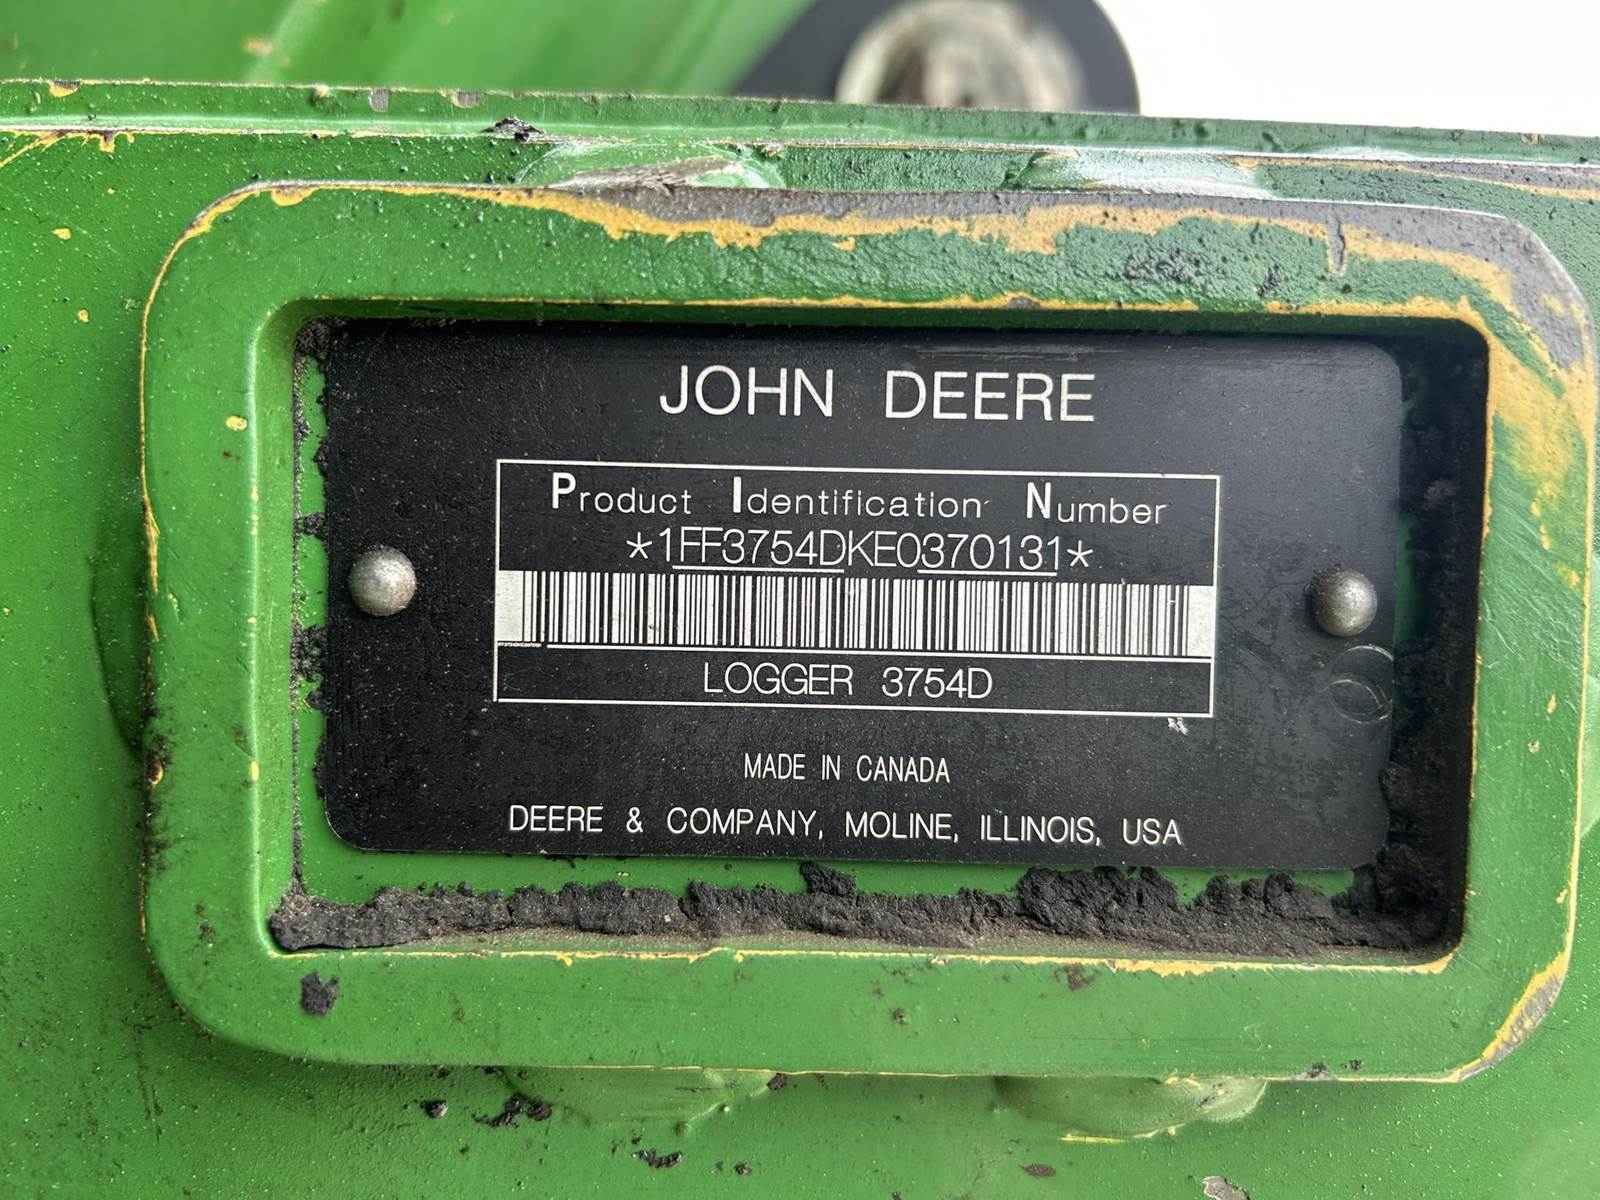 JOHN DEERE
Product Identification Number
*1FF3754DKE0370131*
LOGGER 3754D
MADE IN CANADA
DEERE & COMPANY, MOLINE, ILLINOIS, USA